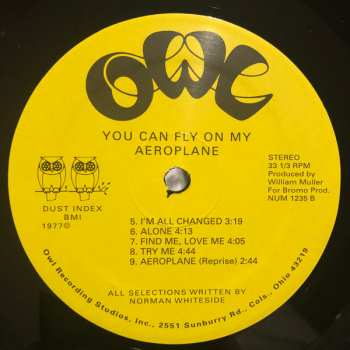 OWL
YOU CAN FLY ON MY
AEROPLANE
STEREO
33 1/3 RPM
Produced by
William Muller
For Bromo Prod.
NUM 1235 B
DUST INDEX
BMI
1977©
5. I'M ALL CHANGED 3:19
6. ALONE 4:13
7. FIND ME, LOVE ME 4:05
8. TRY ME 4:44
9. AEROPLANE (Reprise) 2:44
ALL SELECTIONS WRITTEN BY
NORMAN WHITESIDE
Owl Recording Studios, Inc., 2551 Sunburry Rd., Cols., Ohio 43219